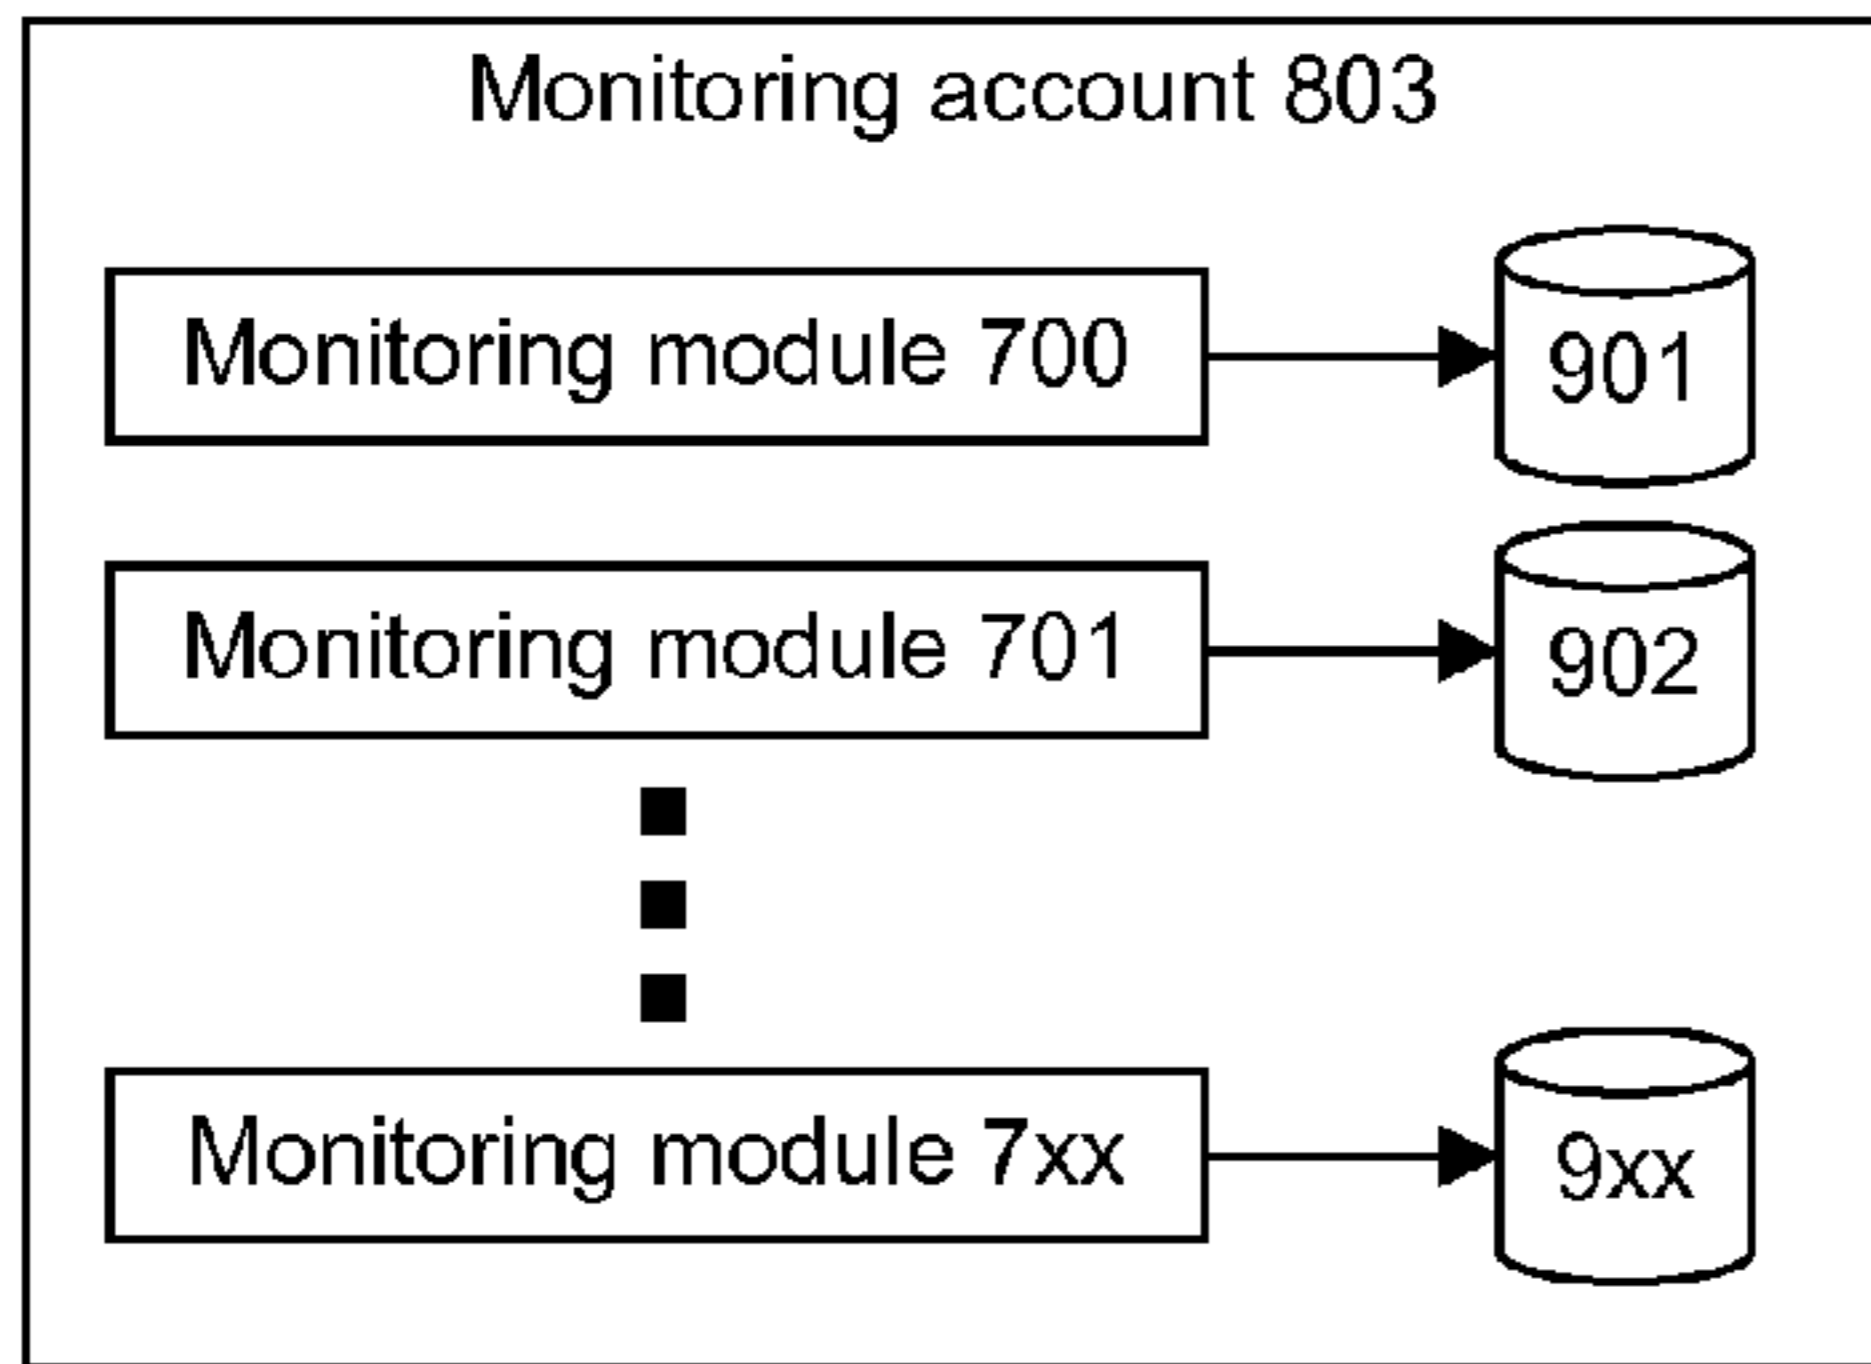 Monitoring account 803
Monitoring module 700
901
Monitoring module 701
902
Monitoring module 7xx
9xx